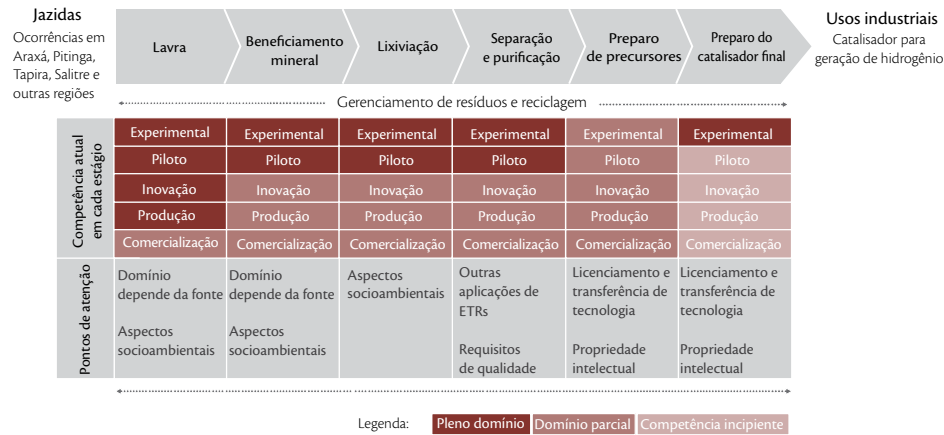 Jazidas
Ocorrências em
Araxá, Pitinga,
Tapira, Salitre e
outras regiões
Lavra
Beneficiamento
mineral
Lixiviação
Separação
e purificação
Preparo
de precursores
Preparo do
catalisador final
Usos industriais
Catalisador para
geração de hidrogênio
Gerenciamento de resíduos e reciclagem
Competência atual
em cada estágio
Experimental
Experimental
Experimental
Experimental
Experimental
Experimental
Piloto
Piloto
Piloto
Piloto
Piloto
Piloto
Inovação
Inovação
Inovação
Inovação
Inovação
Inovação
Produção
Produção
Produção
Produção
Produção
Produção
Comercialização
Comercialização
Comercialização
Comercialização
Comercialização
Comercialização
Pontos de atenção
Domínio
depende da fonte
Aspectos
socioambientais
Domínio
depende da fonte
Aspectos
socioambientais
Aspectos
socioambientais
Outras
aplicações de
ETRs
Requisitos
de qualidade
Licenciamento e
transferência de
tecnologia
Propriedade
intelectual
Licenciamento e
transferência de
tecnologia
Propriedade
intelectual
Legenda:
Pleno domínio
Domínio parcial
Competência incipiente